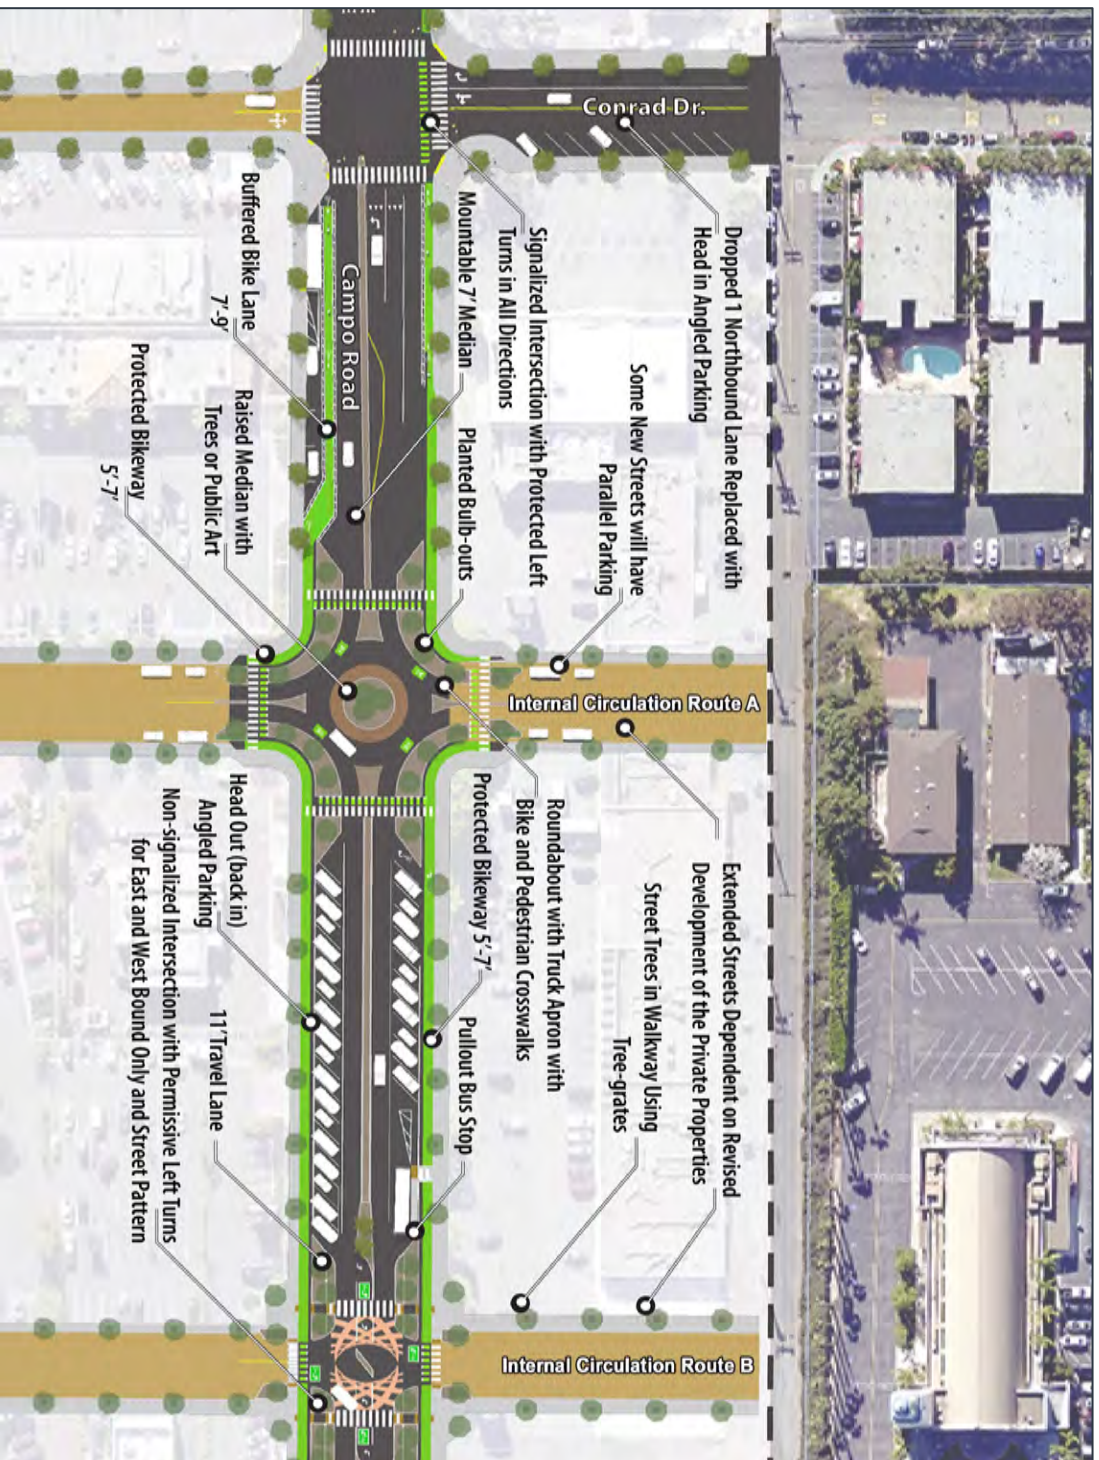 Conrad Dr.
Dropped 1 Northbound Lane Replaced with
Head in Angled Parking
Signalized Intersection with Protected Left
Turns in All Directions
Mountable 7' Median
Campo Road
Buffered Bike Lane
7'-9'
Some New Streets will have
Parallel Parking
Planted Bulb-outs
Raised Median with
Trees or Public Art
Protected Bikeway
5'-7'
Internal Circulation Route A
Extended Streets Dependent on Revised
Development of the Private Properties
Street Trees in Walkway Using
Tree-grates
Roundabout with Truck Apron with
Bike and Pedestrian Crosswalks
Protected Bikeway 5'-7'
Pullout Bus Stop
Head Out (back in)
Angled Parking
11' Travel Lane
Non-signalized Intersection with Permissive Left Turns
for East and West Bound Only and Street Pattern
Internal Circulation Route B